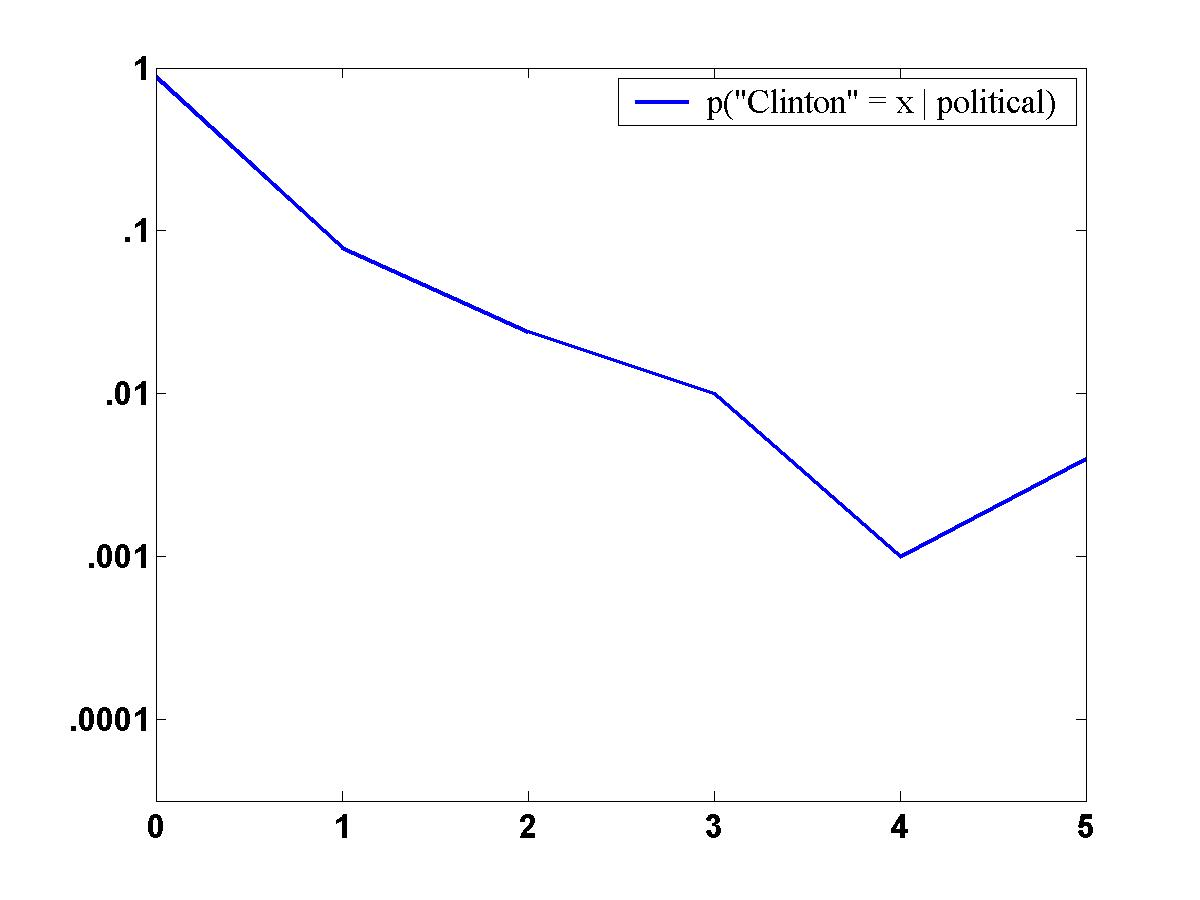 1
p("Clinton" = x | political)
.1
.01
.001
.0001
0 1 2 3 4 5